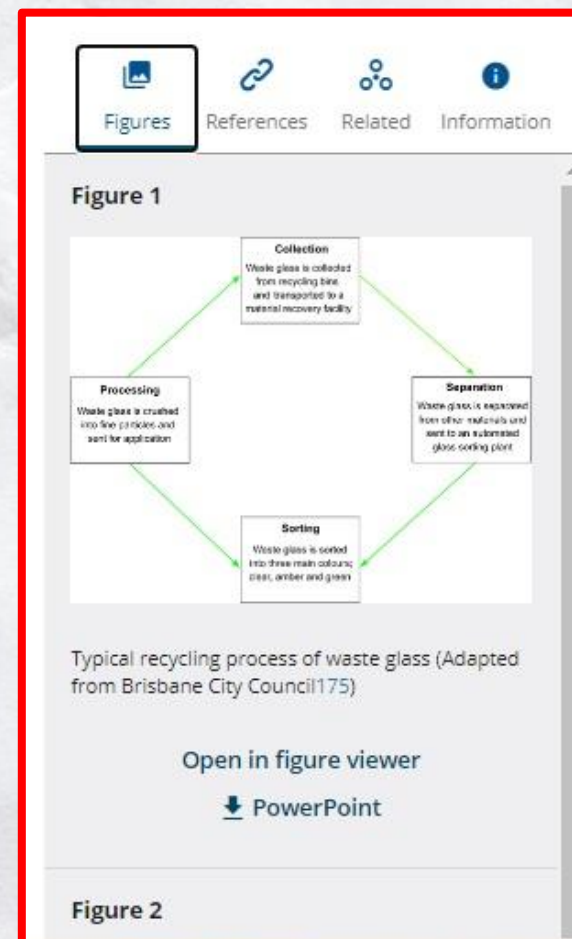 Figures References Related Information
Figure 1
Collection
Waste glass is collected
from recycling bins
and transported to a
material recovery facility
Processing
Waste glass is crushed
into fine particles and
sent for application
Separation
Waste glass is separated
from other materials and
sent to an automated
glass sorting plant
Sorting
Waste glass is sorted
into three main colours;
clear, amber and green
Typical recycling process of waste glass (Adapted
from Brisbane City Council175)
Open in figure viewer
PowerPoint
Figure 2